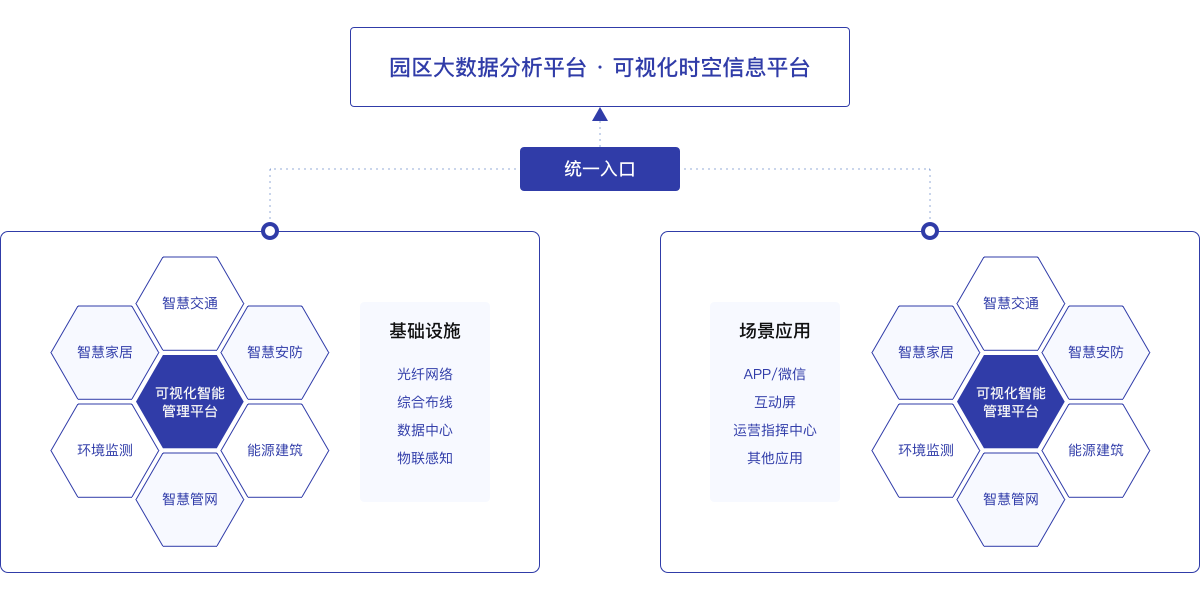 园区大数据分析平台 · 可视化时空信息平台
统一入口
智慧交通
智慧家居
智慧安防
可视化智能
管理平台
环境监测
能源建筑
智慧管网
基础设施
光纤网络
综合布线
数据中心
物联感知
场景应用
APP/微信
互动屏
运营指挥中心
其他应用
智慧交通
智慧家居
智慧安防
可视化智能
管理平台
环境监测
能源建筑
智慧管网